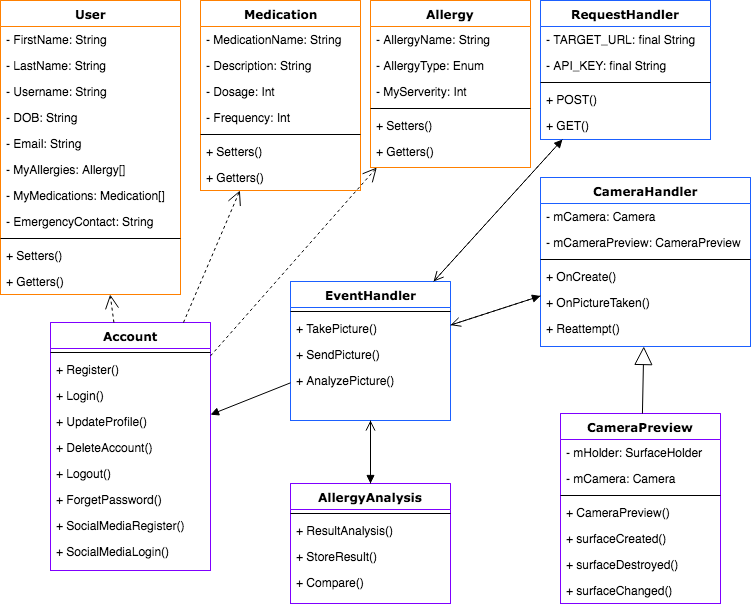 User
- FirstName: String
- LastName: String
- Username: String
- DOB: String
- Email: String
- MyAllergies: Allergy[]
- MyMedications: Medication[]
- EmergencyContact: String
+ Setters()
+ Getters()
Medication
- MedicationName: String
- Description: String
- Dosage: Int
- Frequency: Int
+ Setters()
+ Getters()
Allergy
- AllergyName: String
- AllergyType: Enum
- MyServerity: Int
+ Setters()
+ Getters()
RequestHandler
- TARGET_URL: final String
- API_KEY: final String
+ POST()
+ GET()
CameraHandler
- mCamera: Camera
- mCameraPreview: CameraPreview
+ OnCreate()
+ OnPictureTaken()
+ Reattempt()
EventHandler
+ TakePicture()
+ SendPicture()
+ AnalyzePicture()
Account
+ Register()
+ Login()
+ UpdateProfile()
+ DeleteAccount()
+ Logout()
+ ForgetPassword()
+ SocialMediaRegister()
+ SocialMediaLogin()
AllergyAnalysis
+ ResultAnalysis()
+ StoreResult()
+ Compare()
CameraPreview
- mHolder: SurfaceHolder
- mCamera: Camera
+ CameraPreview()
+ surfaceCreated()
+ surfaceDestroyed()
+ surfaceChanged()